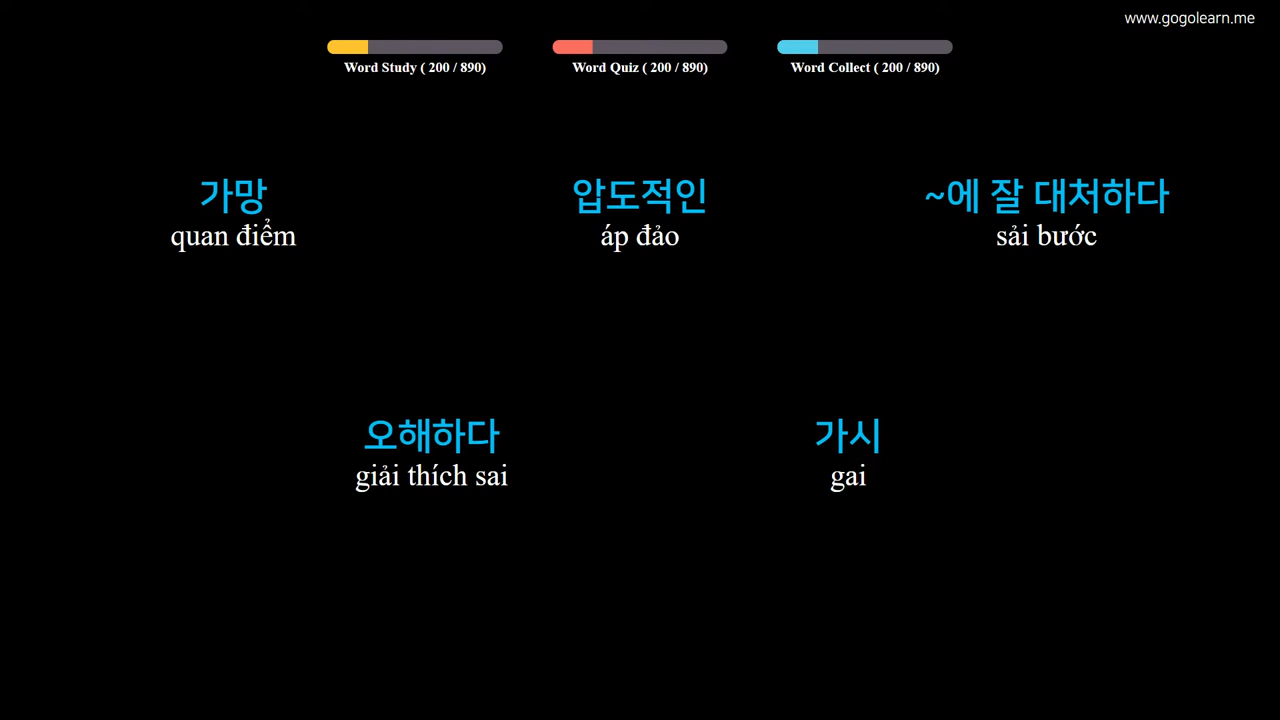 www.gogolearn.me
Word Study ( 200 / 890)
Word Quiz ( 200 / 890)
Word Collect ( 200 / 890)
가망
quan điểm
압도적인
áp đảo
~에 잘 대처하다
sải bước
오해하다
giải thích sai
가시
gai